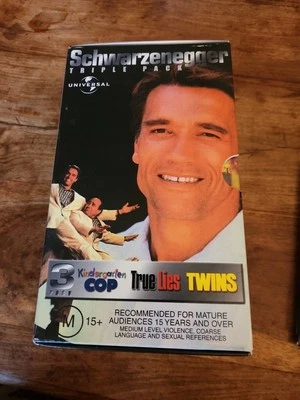 Schwarzenegger
TRIPLE PACK
UNIVERSAL
3
Kindergarten
COP
True Lies
TWINS
M 15+
RECOMMENDED FOR MATURE
AUDIENCES 15 YEARS AND OVER
MEDIUM LEVEL VIOLENCE, COARSE
LANGUAGE AND SEXUAL REFERENCES